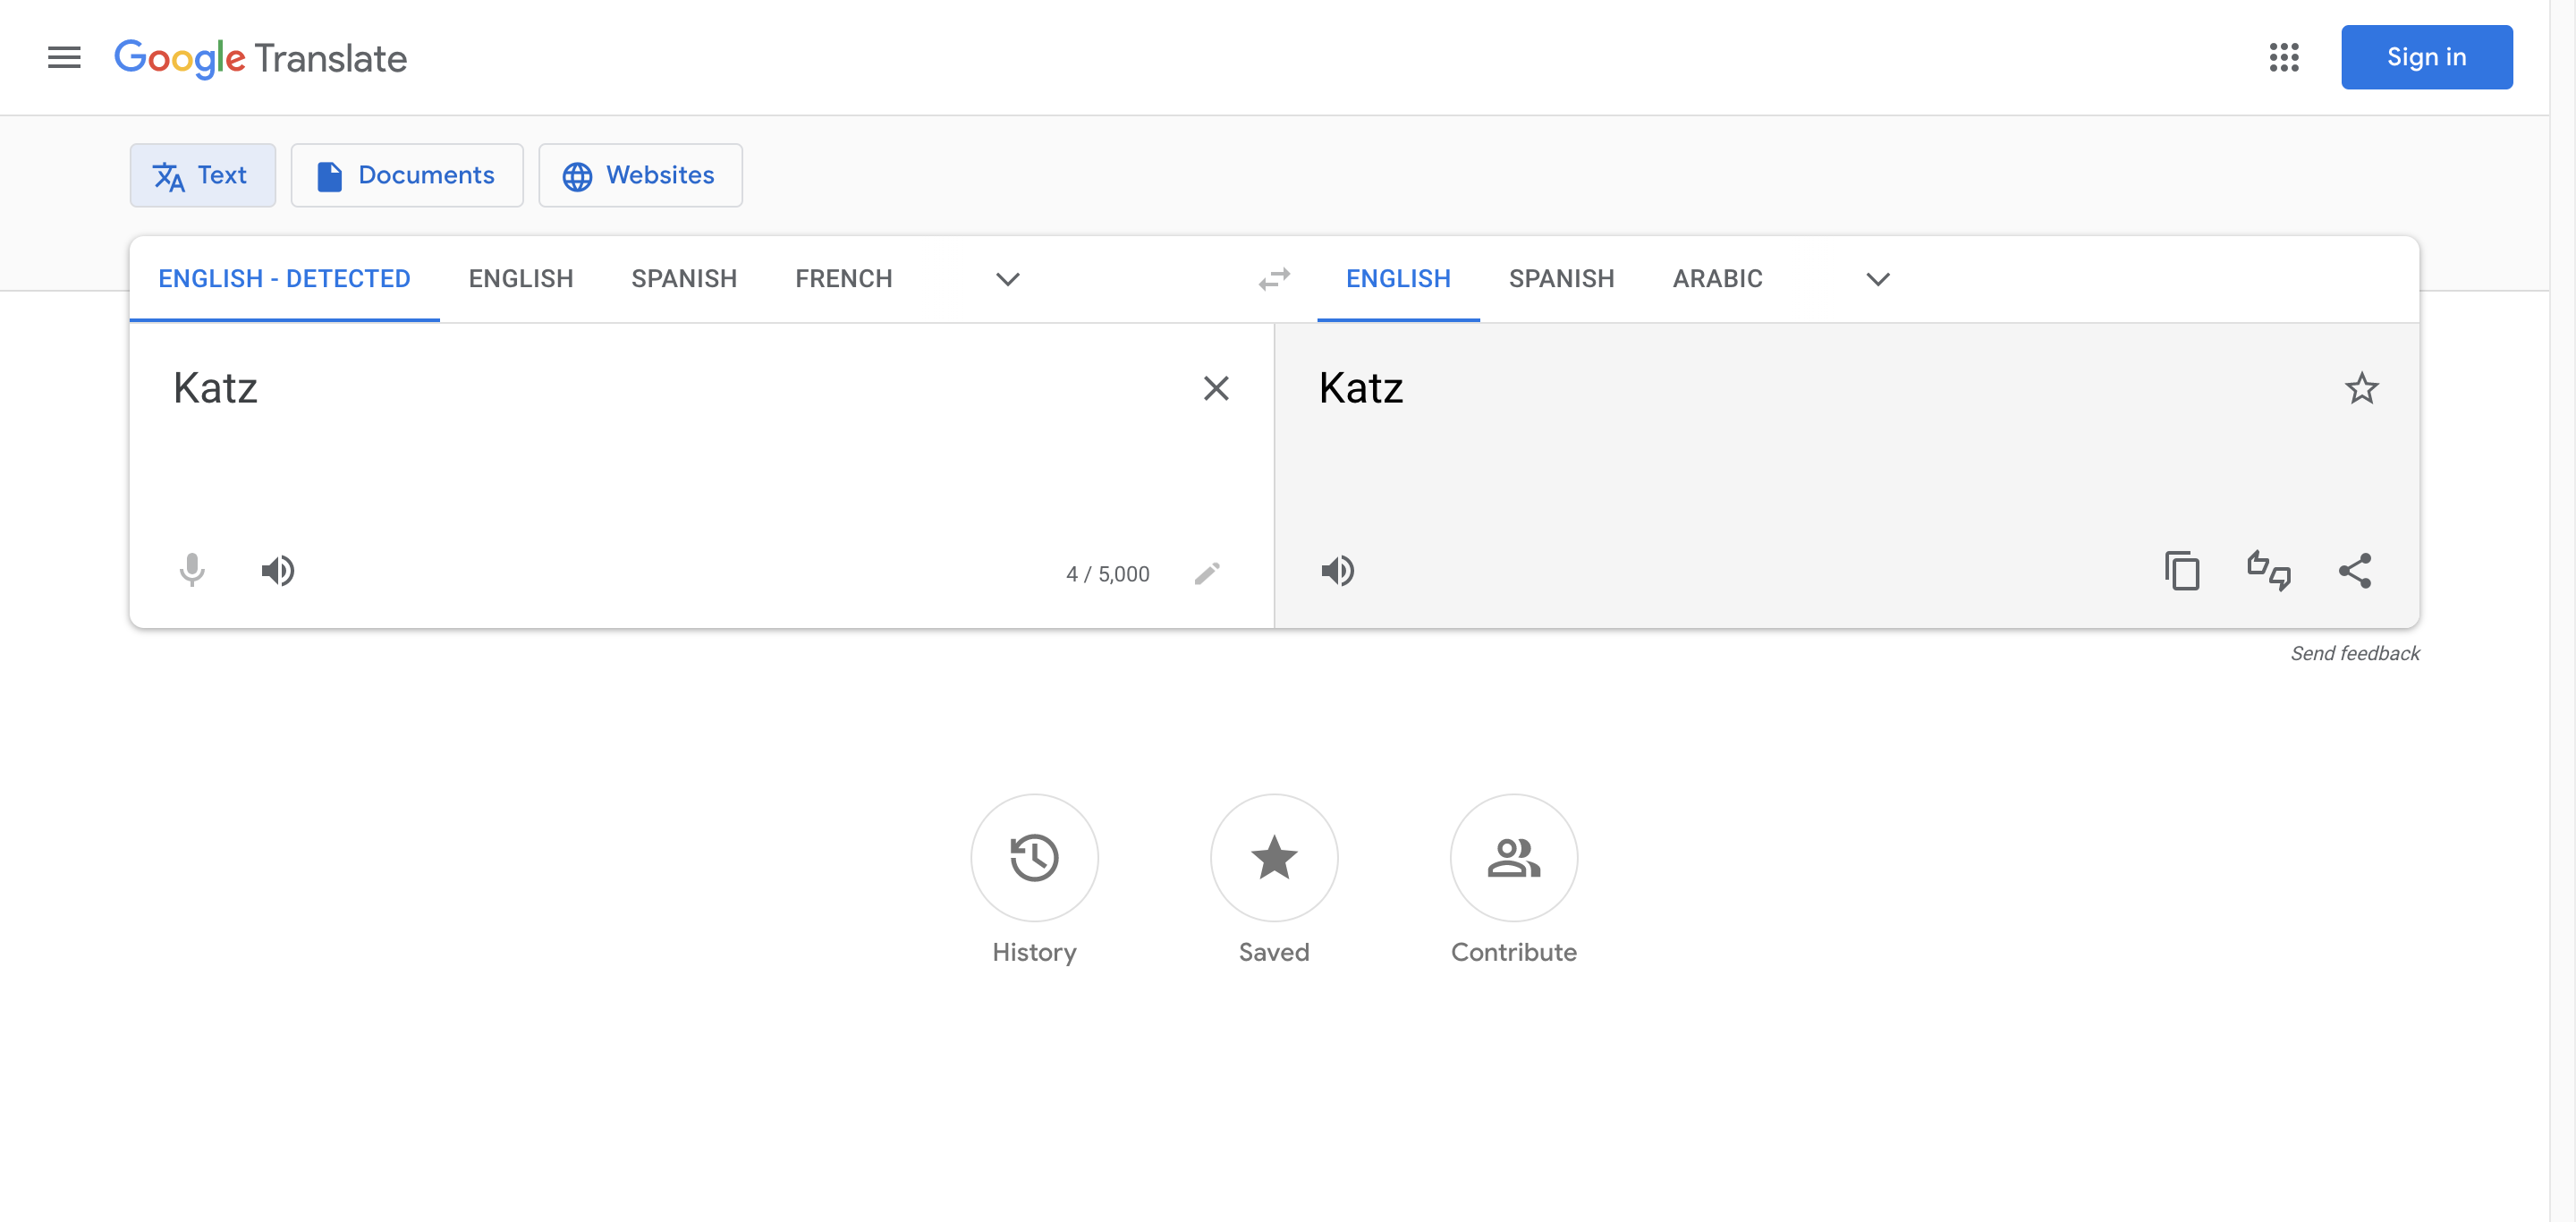 Google Translate
Sign in
Text
Documents
Websites
ENGLISH - DETECTED
ENGLISH
SPANISH
FRENCH
ENGLISH
SPANISH
ARABIC
Katz
Katz
4 / 5,000
Send feedback
History
Saved
Contribute